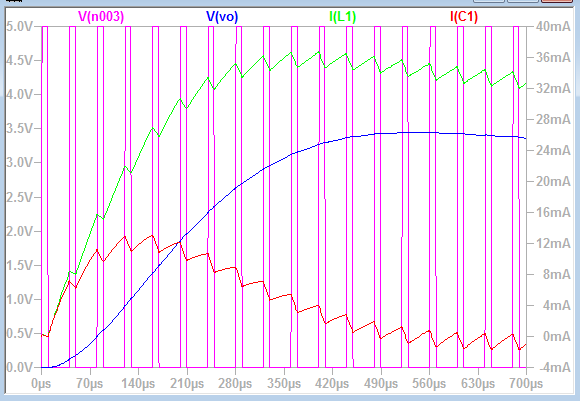 V(n003) V(vo) I(L1) I(C1)
5.0V 40mA
4.5V 36mA
4.0V 32mA
3.5V 28mA
3.0V 24mA
2.5V 20mA
2.0V 16mA
1.5V 12mA
1.0V 8mA
0.5V 4mA
0.0V 0mA
-4mA
0µs 70µs 140µs 210µs 280µs 350µs 420µs 490µs 560µs 630µs 700µs